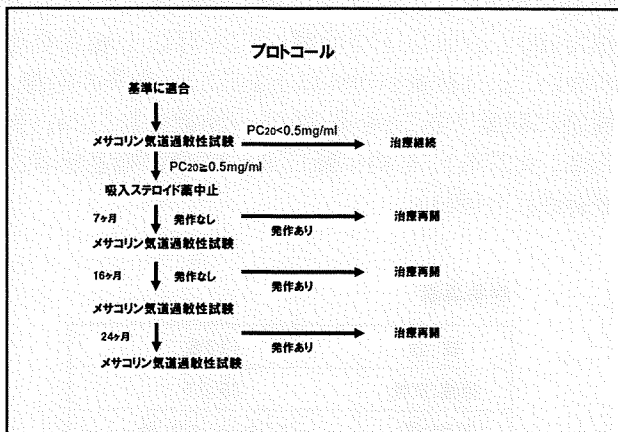 プロトコール
基準に適合
メサコリン気道過敏性試験
PC20<0.5mg/ml
治療継続
PC20≧0.5mg/ml
吸入ステロイド薬中止
7ヶ月
発作なし
発作あり
治療再開
メサコリン気道過敏性試験
16ヶ月
発作なし
発作あり
治療再開
メサコリン気道過敏性試験
24ヶ月
発作あり
治療再開
メサコリン気道過敏性試験